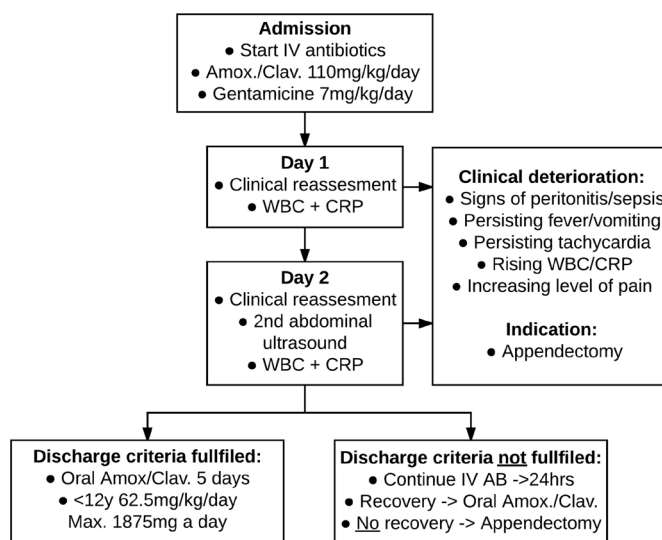 Admission
● Start IV antibiotics
● Amox./Clav. 110mg/kg/day
● Gentamicine 7mg/kg/day
Day 1
● Clinical reassesment
● WBC + CRP
Clinical deterioration:
● Signs of peritonitis/sepsis
● Persisting fever/vomiting
● Persisting tachycardia
● Rising WBC/CRP
● Increasing level of pain
Indication:
● Appendectomy
Day 2
● Clinical reassesment
● 2nd abdominal
ultrasound
● WBC + CRP
Discharge criteria fullfiled:
● Oral Amox/Clav. 5 days
● <12y 62.5mg/kg/day
Max. 1875mg a day
Discharge criteria not fullfiled:
● Continue IV AB ->24hrs
● Recovery -> Oral Amox./Clav.
● No recovery -> Appendectomy